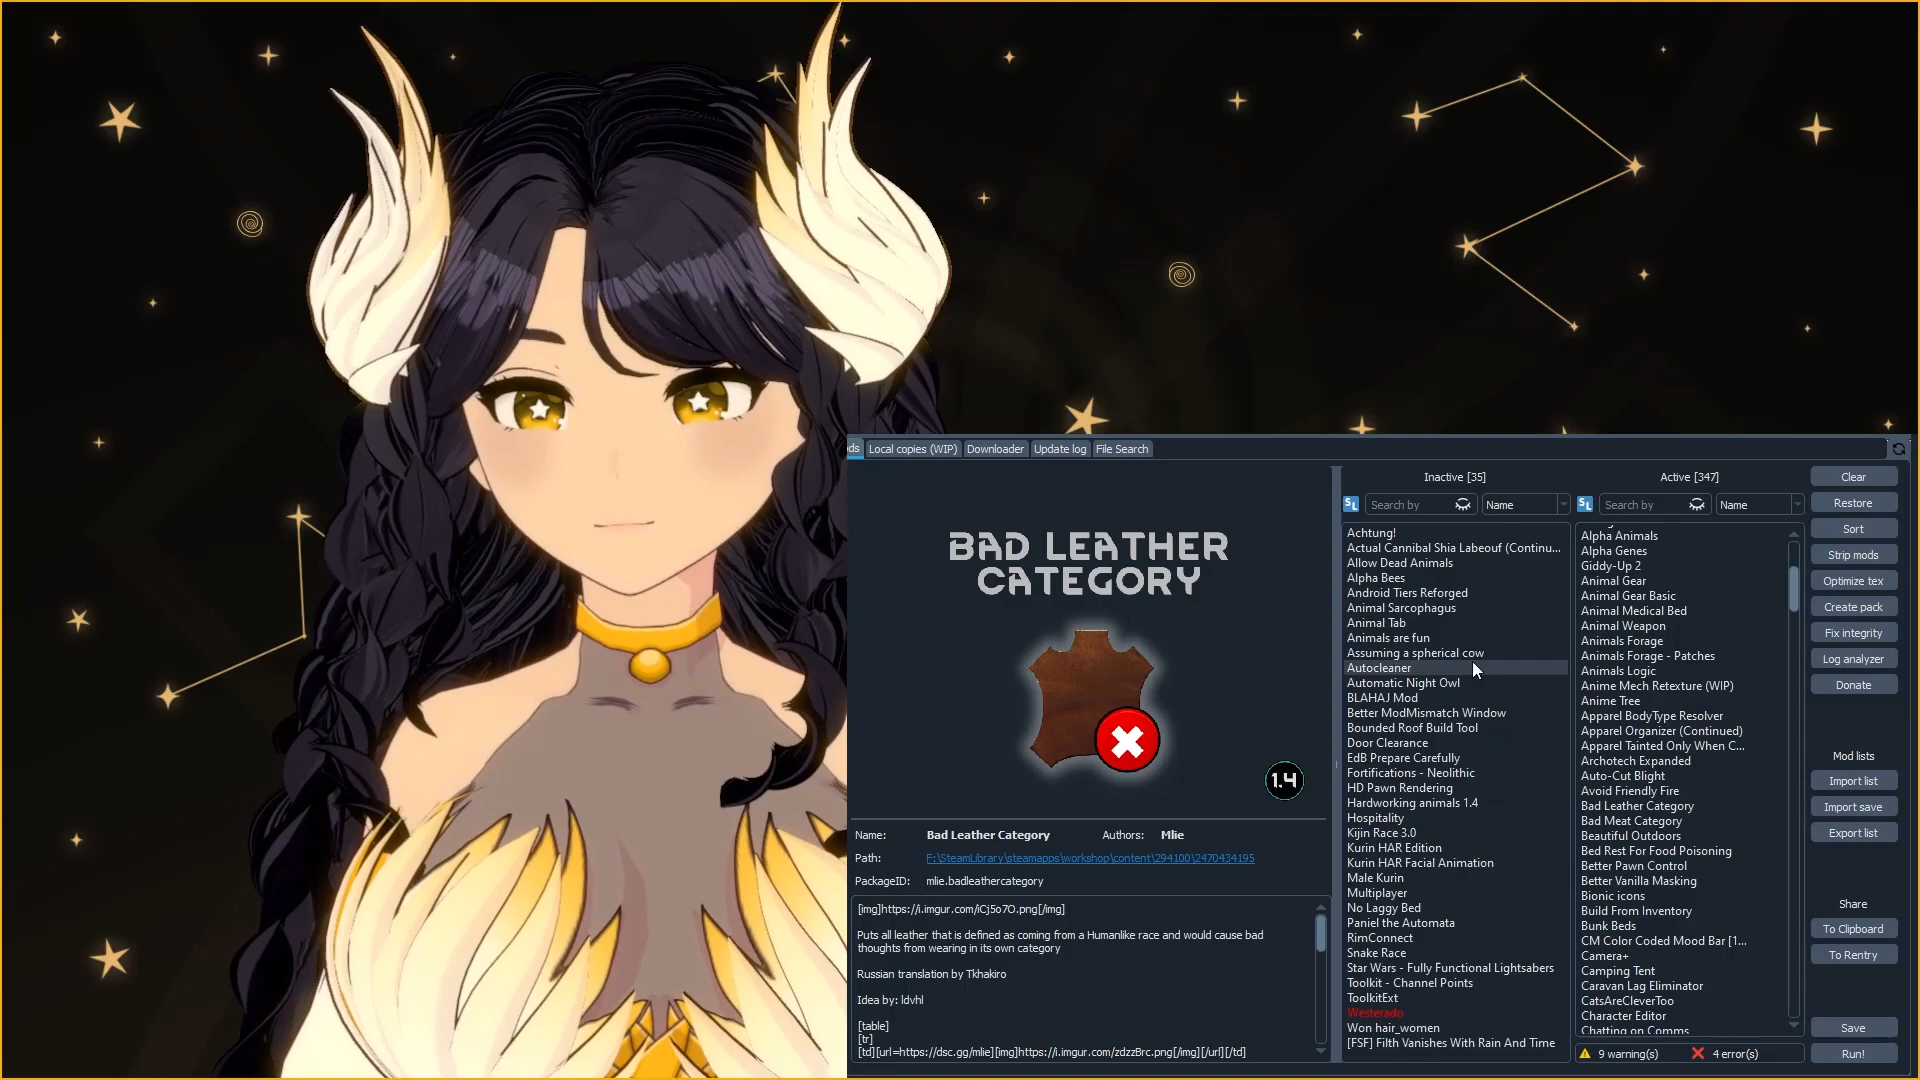 ds
Local copies (WIP)
Downloader
Update log
File Search
BAD LEATHER
CATEGORY
1.4
Name: Bad Leather Category Authors: Mlie
Path: F:\SteamLibrary\steamapps\workshop\content\294100\2470434195
PackageID: mlie.badleathercategory
[img]https://i.imgur.com/iCj5o7O.png[/img]
Puts all leather that is defined as coming from a Humanlike race and would cause bad
thoughts from wearing in its own category
Russian translation by Tkhakiro
Idea by: ldvhl
[table]
[tr]
[td][url=https://dsc.gg/mlie][img]https://i.imgur.com/zdzzBrc.png[/img][/url][/td]
Inactive [35]
Search by
Name
Achtung!
Actual Cannibal Shia Labeouf (Continu...
Allow Dead Animals
Alpha Bees
Android Tiers Reforged
Animal Sarcophagus
Animal Tab
Animals are fun
Assuming a spherical cow
Autocleaner
Automatic Night Owl
BLAHAJ Mod
Better ModMismatch Window
Bounded Roof Build Tool
Door Clearance
EdB Prepare Carefully
Fortifications - Neolithic
HD Pawn Rendering
Hardworking animals 1.4
Hospitality
Kijin Race 3.0
Kurin HAR Edition
Kurin HAR Facial Animation
Male Kurin
Multiplayer
No Laggy Bed
Paniel the Automata
RimConnect
Snake Race
Star Wars - Fully Functional Lightsabers
Toolkit - Channel Points
ToolkitExt
Westerado
Won hair_women
[FSF] Filth Vanishes With Rain And Time
Active [347]
Search by
Name
Alpha Animals
Alpha Genes
Giddy-Up 2
Animal Gear
Animal Gear Basic
Animal Medical Bed
Animal Weapon
Animals Forage
Animals Forage - Patches
Animals Logic
Anime Mech Retexture (WIP)
Anime Tree
Apparel BodyType Resolver
Apparel Organizer (Continued)
Apparel Tainted Only When C...
Archotech Expanded
Auto-Cut Blight
Avoid Friendly Fire
Bad Leather Category
Bad Meat Category
Beautiful Outdoors
Bed Rest For Food Poisoning
Better Pawn Control
Better Vanilla Masking
Bionic icons
Build From Inventory
Bunk Beds
CM Color Coded Mood Bar [1...
Camera+
Camping Tent
Caravan Lag Eliminator
CatsAreCleverToo
Character Editor
Chatting on Comms
9 warning(s)
4 error(s)
Clear
Restore
Sort
Strip mods
Optimize tex
Create pack
Fix integrity
Log analyzer
Donate
Mod lists
Import list
Import save
Export list
Share
To Clipboard
To Rentry
Save
Run!